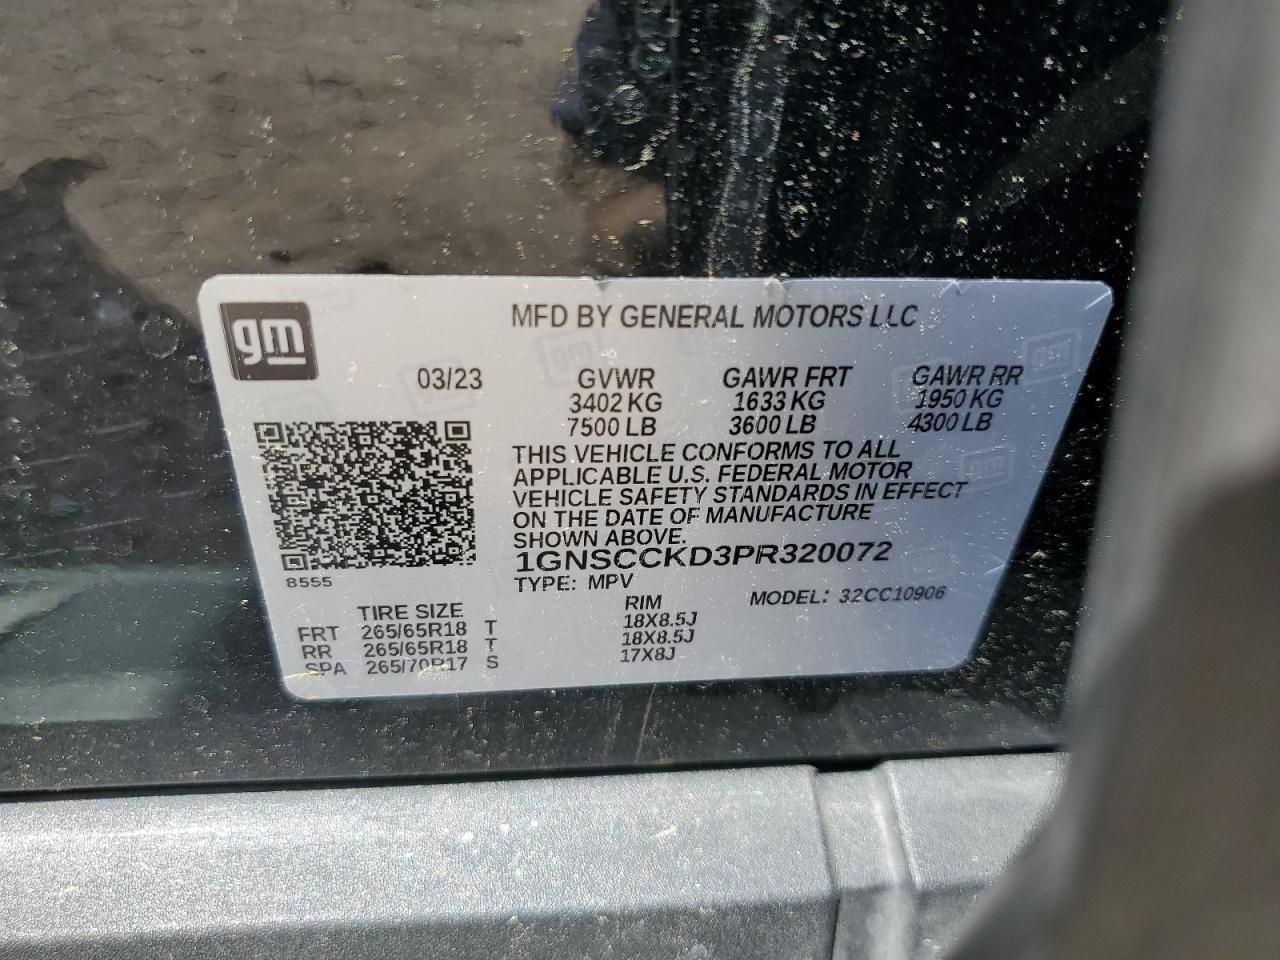 gm
MFD BY GENERAL MOTORS LLC
03/23 GVWR GAWR FRT GAWR RR
3402 KG 1633 KG 1950 KG
7500 LB 3600 LB 4300 LB
THIS VEHICLE CONFORMS TO ALL
APPLICABLE U.S. FEDERAL MOTOR
VEHICLE SAFETY STANDARDS IN EFFECT
ON THE DATE OF MANUFACTURE
SHOWN ABOVE.
1GNSCCKD3PR320072
8555
TYPE: MPV MODEL: 32CC10906
TIRE SIZE RIM
FRT 265/65R18 T 18X8.5J
RR 265/65R18 T 18X8.5J
SPA 265/70R17 S 17X8J